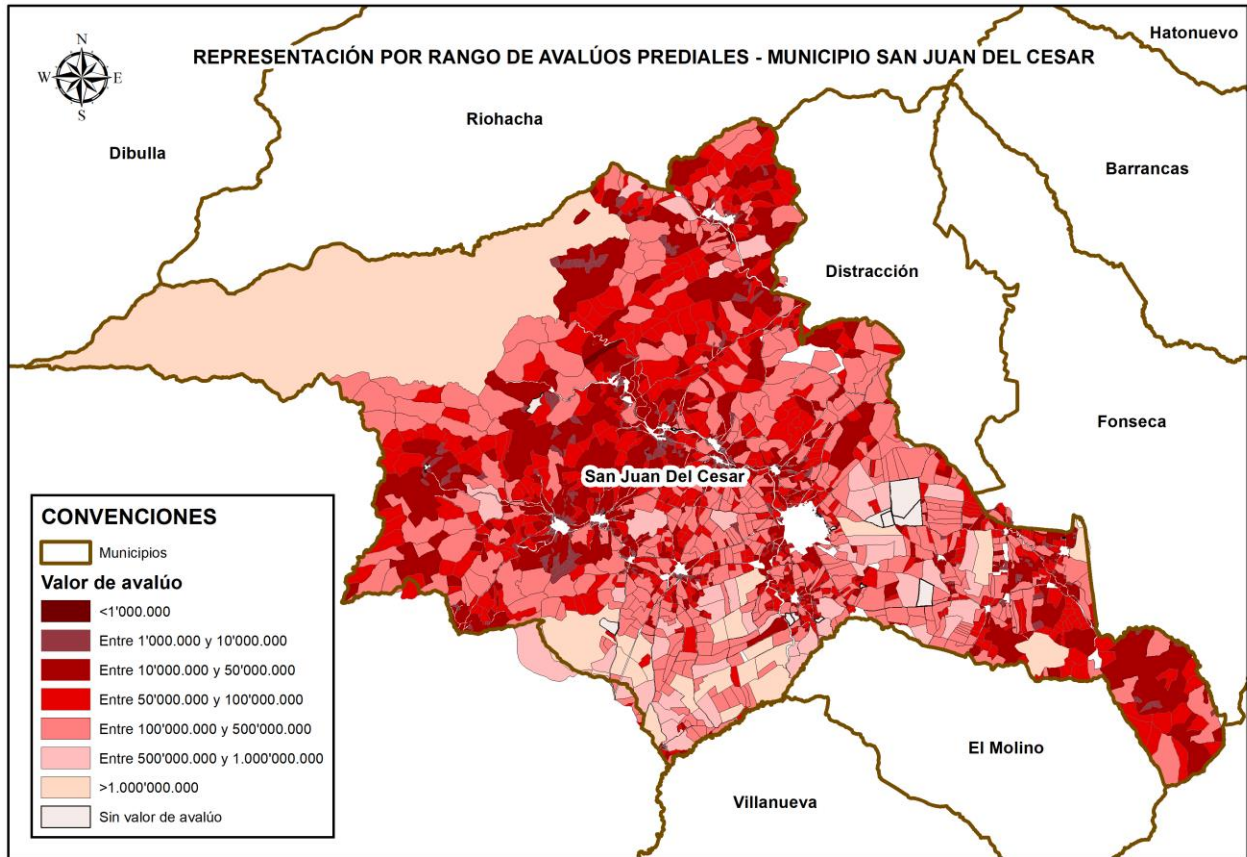 REPRESENTACIÓN POR RANGO DE AVALÚOS PREDIALES - MUNICIPIO SAN JUAN DEL CESAR
N
W E
S
Hatonuevo
Riohacha
Dibulla
Barrancas
Distracción
Fonseca
San Juan Del Cesar
El Molino
Villanueva
CONVENCIONES
Municipios
Valor de avalúo
<1'000.000
Entre 1'000.000 y 10'000.000
Entre 10'000.000 y 50'000.000
Entre 50'000.000 y 100'000.000
Entre 100'000.000 y 500'000.000
Entre 500'000.000 y 1.000'000.000
>1.000'000.000
Sin valor de avalúo